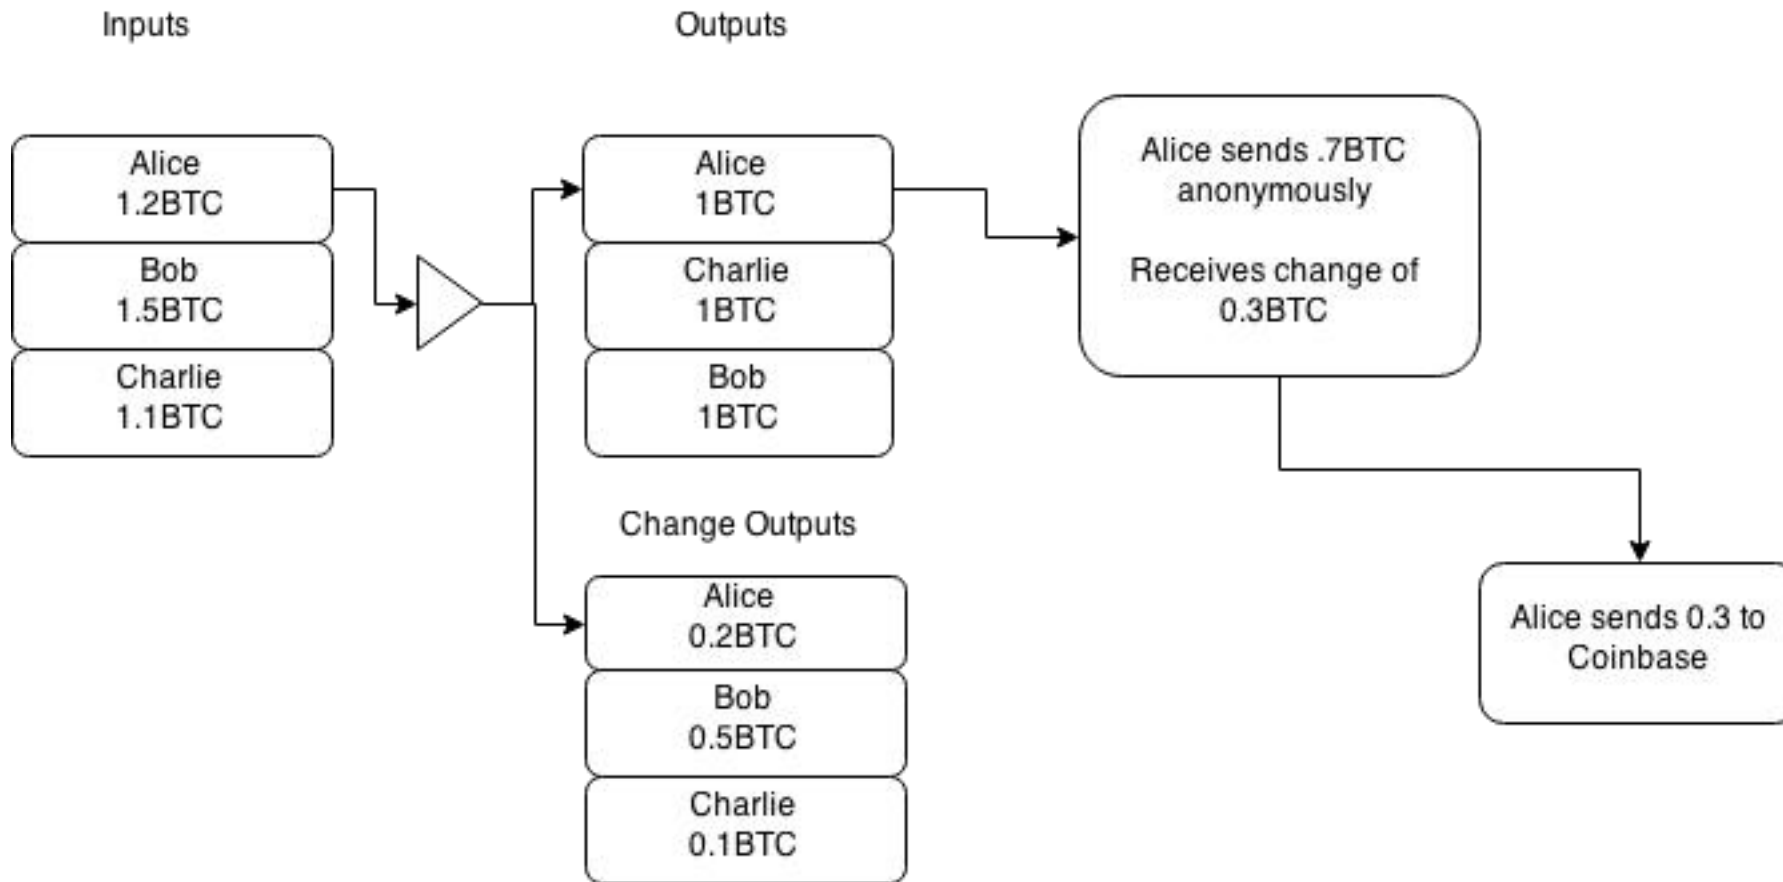 Inputs
Outputs
Alice
1.2BTC
Bob
1.5BTC
Charlie
1.1BTC
Alice
1BTC
Charlie
1BTC
Bob
1BTC
Alice sends .7BTC
anonymously
Receives change of
0.3BTC
Change Outputs
Alice
0.2BTC
Bob
0.5BTC
Charlie
0.1BTC
Alice sends 0.3 to
Coinbase